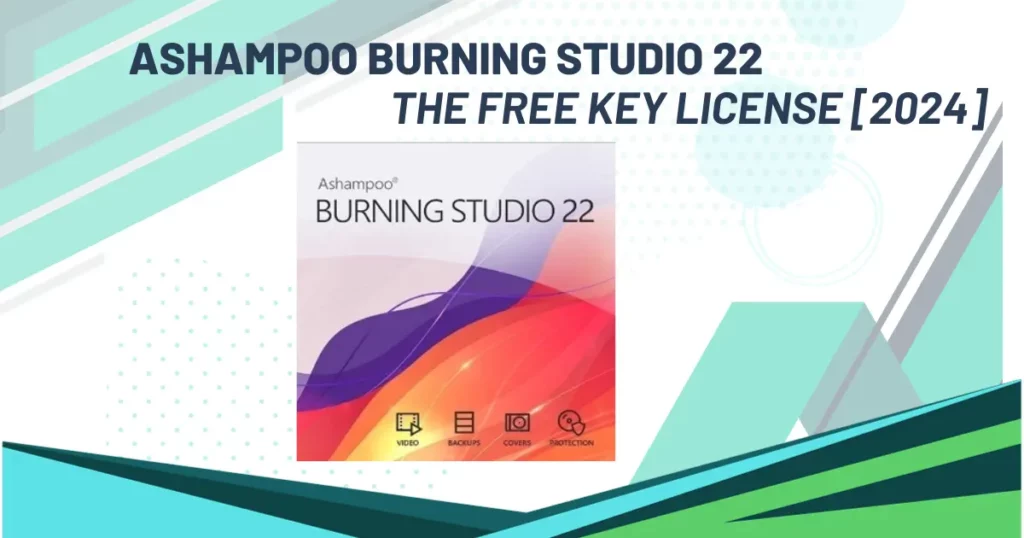 ASHAMPOO BURNING STUDIO 22
THE FREE KEY LICENSE [2024]
Ashampoo®
BURNING STUDIO 22
VIDEO BACKUPS COVERS PROTECTION